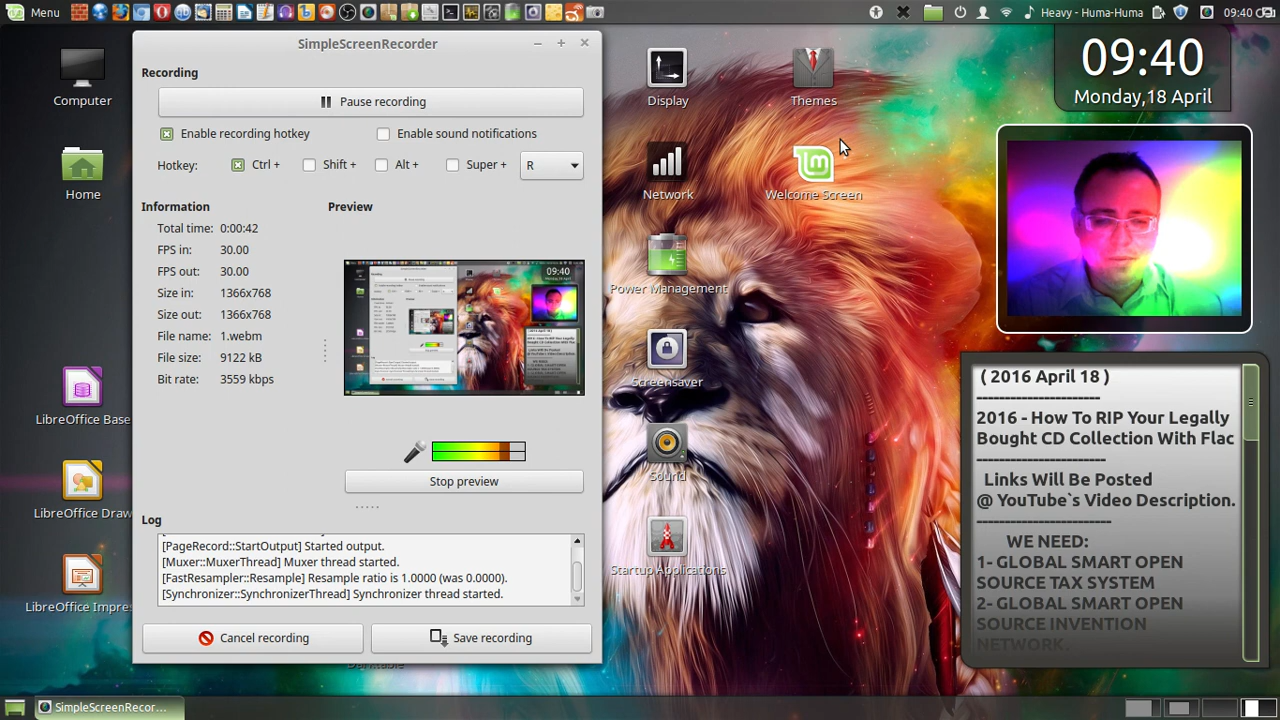 Menu
Heavy - Huma-Huma
09:40
SimpleScreenRecorder
Recording
Pause recording
Enable recording hotkey
Enable sound notifications
Hotkey:
Ctrl +
Shift +
Alt +
Super +
R
Information
Total time: 0:00:42
FPS in: 30.00
FPS out: 30.00
Size in: 1366x768
Size out: 1366x768
File name: 1.webm
File size: 9122 kB
Bit rate: 3559 kbps
Preview
Stop preview
Log
[PageRecord::StartOutput] Started output.
[Muxer::MuxerThread] Muxer thread started.
[FastResampler::Resample] Resample ratio is 1.0000 (was 0.0000).
[Synchronizer::SynchronizerThread] Synchronizer thread started.
Cancel recording
Save recording
Computer
Home
LibreOffice Base
LibreOffice Draw
LibreOffice Impre
Display
Network
Power Management
Screensaver
Sound
Startup Applications
Themes
Welcome Screen
09:40
Monday,18 April
( 2016 April 18 )
----------------------
2016 - How To RIP Your Legally
Bought CD Collection With Flac
-----------------------
Links Will Be Posted
@ YouTube`s Video Description.
------------------------
WE NEED:
1- GLOBAL SMART OPEN
SOURCE TAX SYSTEM
2- GLOBAL SMART OPEN
SOURCE INVENTION
NETWORK.
SimpleScreenRecor...